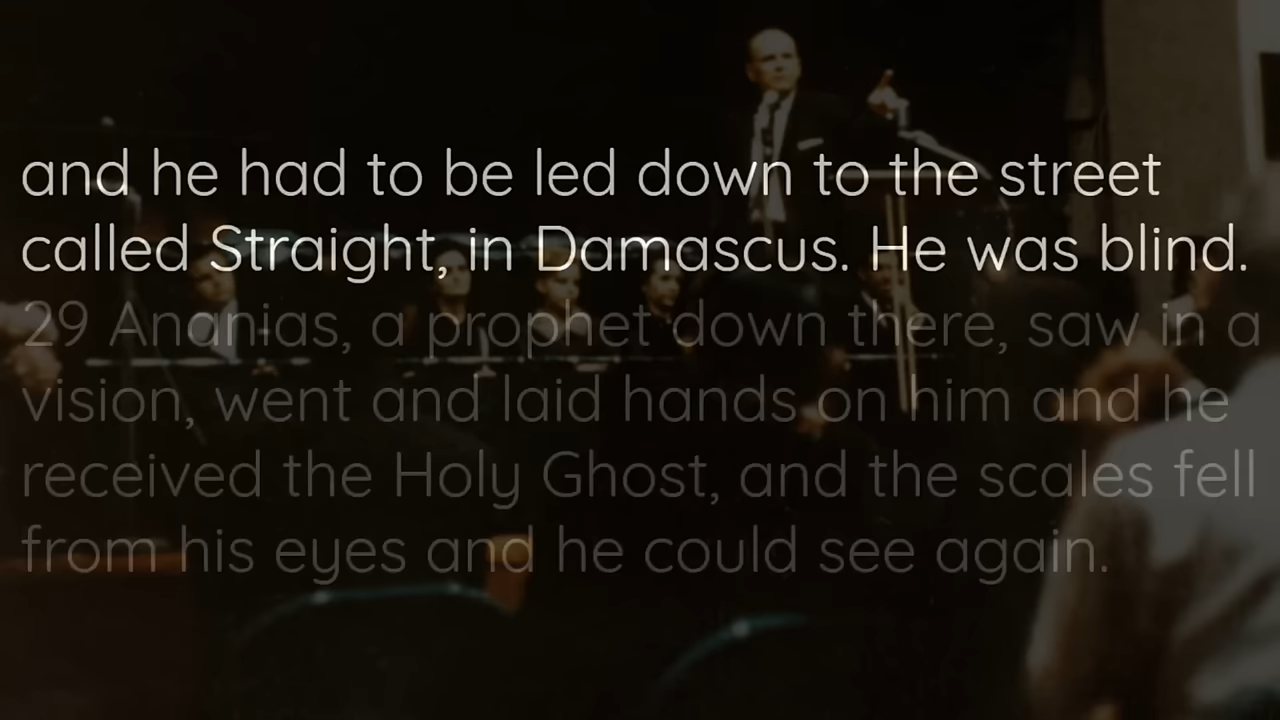 and he had to be led down to the street
called Straight, in Damascus. He was blind.
29 Ananias, a prophet down there, saw in a
vision, went and laid hands on him and he
received the Holy Ghost, and the scales fell
from his eyes and he could see again.